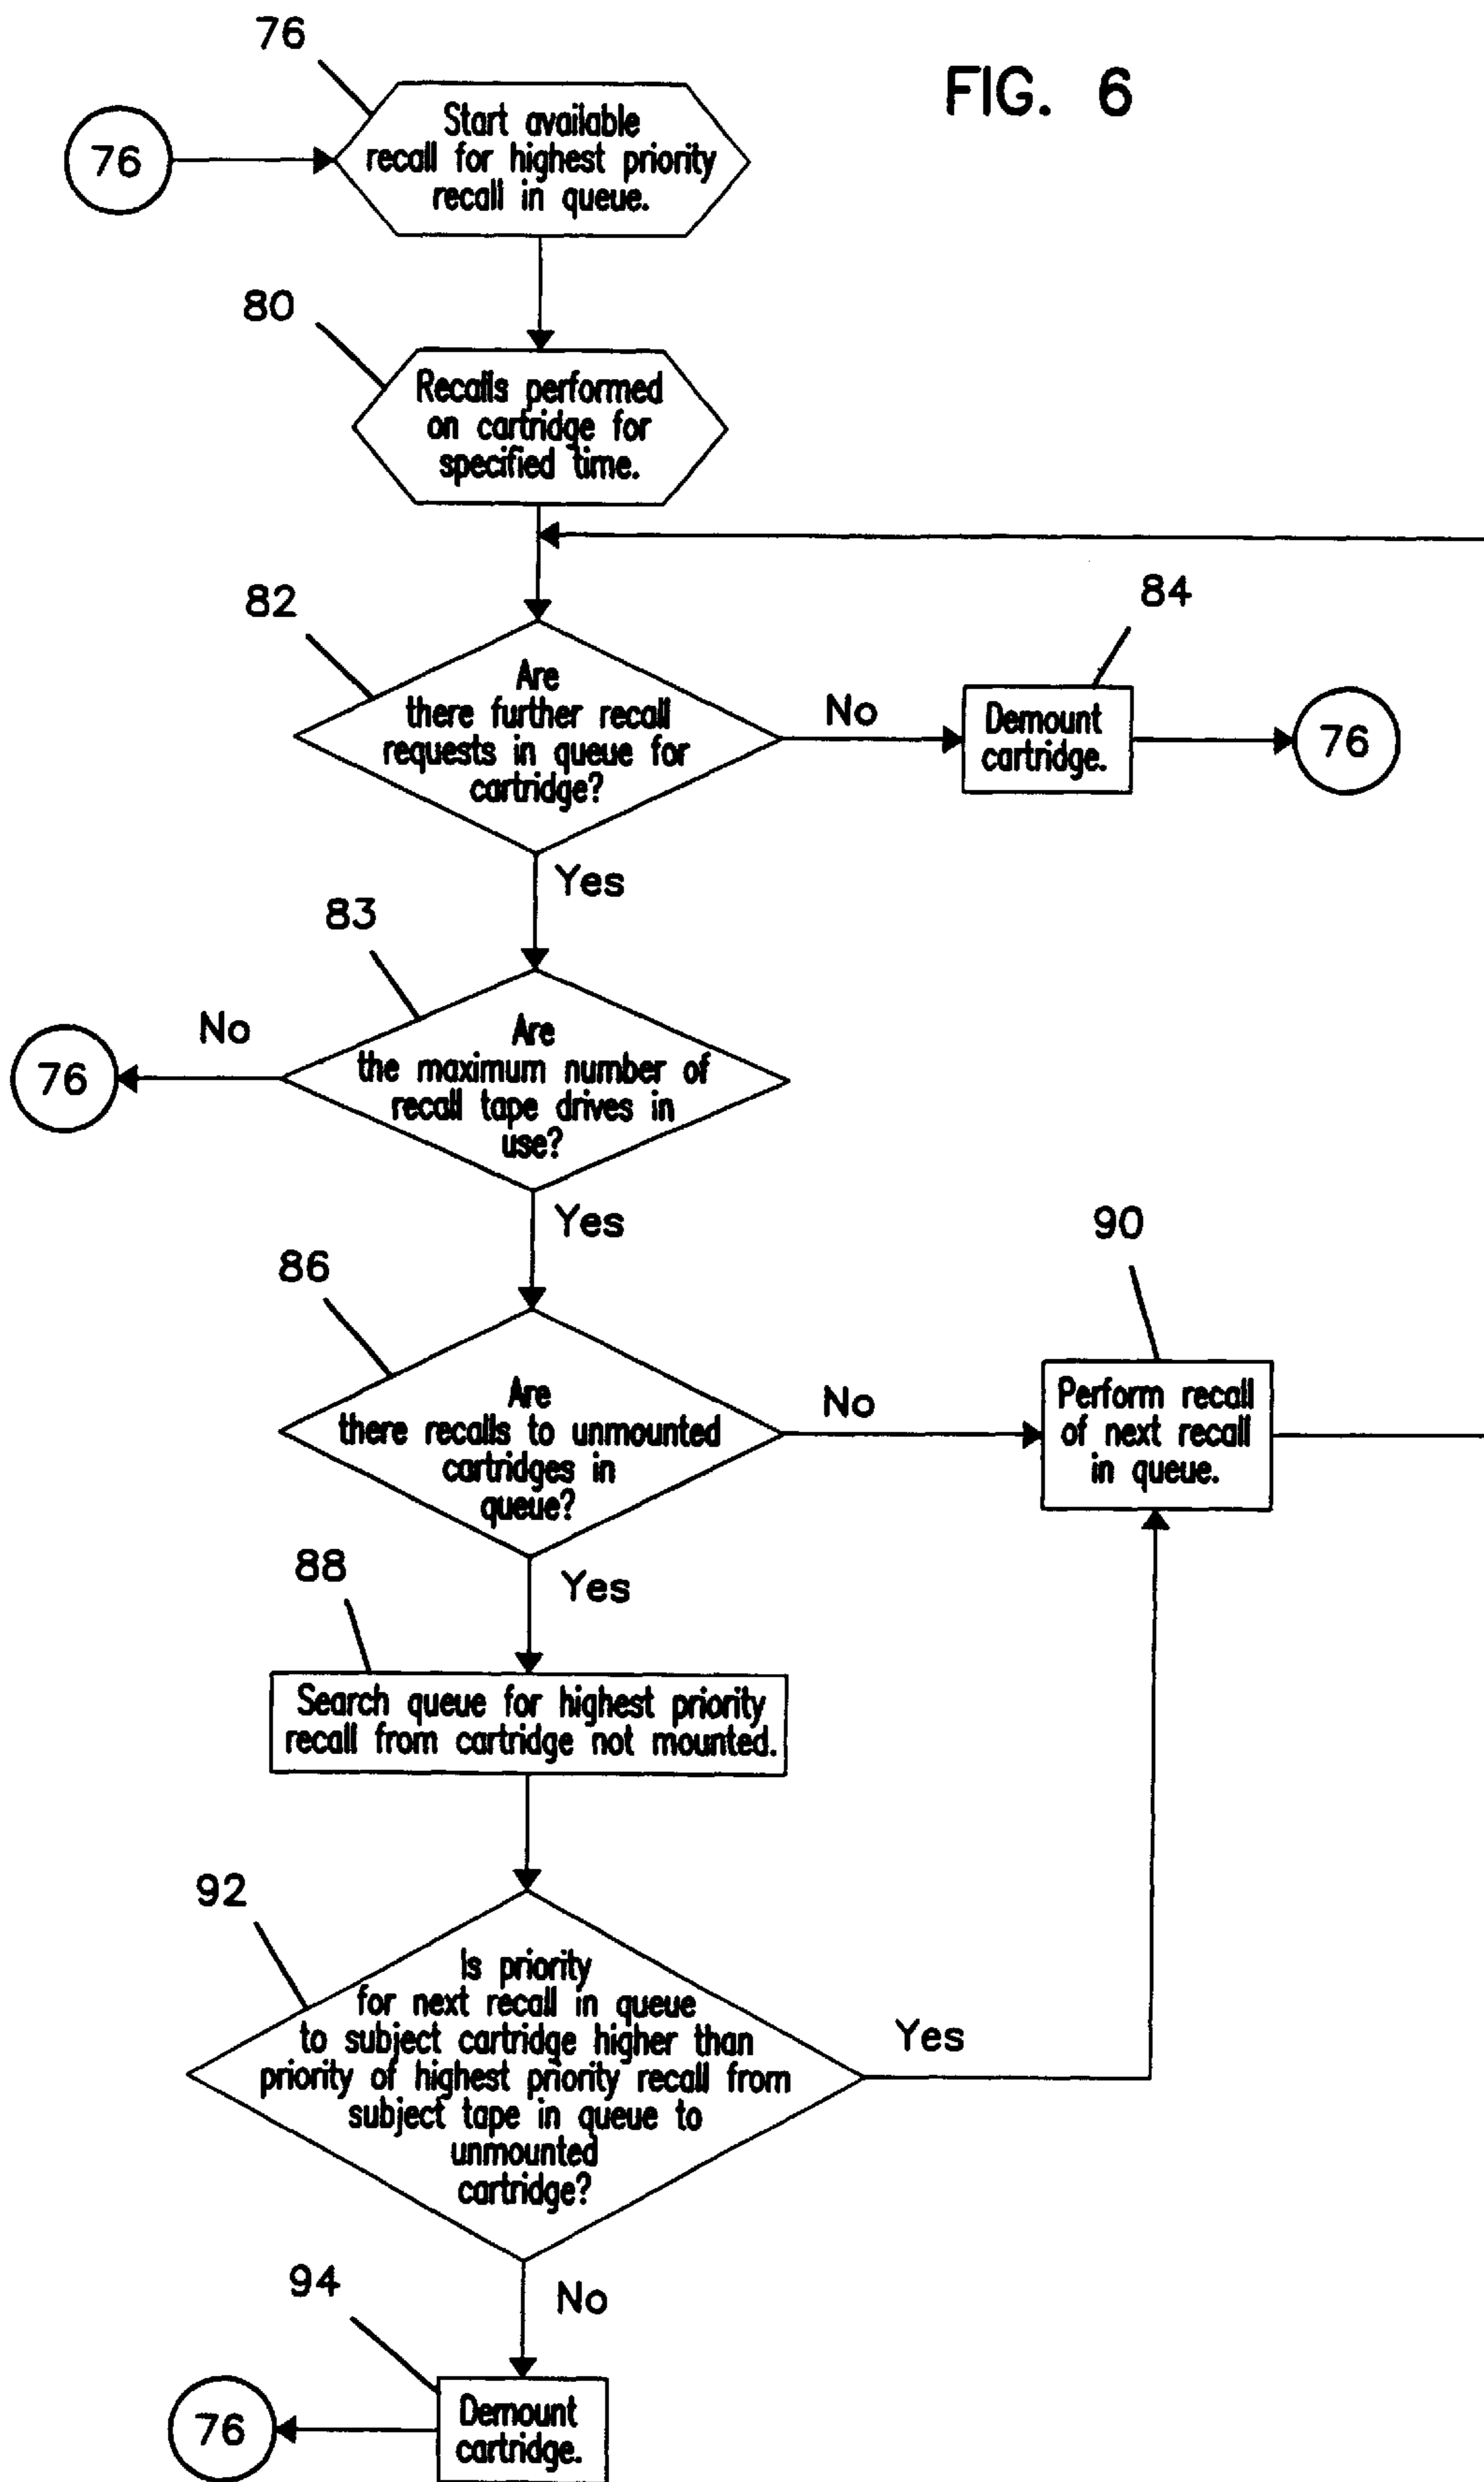 FIG. 6
76
76
Start available
recall for highest priority
recall in queue.
80
Recalls performed
on cartridge for
specified time.
82
Are
there further recall
requests in queue for
cartridge?
No
84
Demount
cartridge.
76
Yes
83
Are
the maximum number of
recall tape drives in
use?
No
76
Yes
86
Are
there recalls to unmounted
cartridges in
queue?
No
90
Perform recall
of next recall
in queue.
Yes
88
Search queue for highest priority
recall from cartridge not mounted.
92
Is priority
for next recall in queue
to subject cartridge higher than
priority of highest priority recall from
subject tape in queue to
unmounted
cartridge?
Yes
No
94
Demount
cartridge.
76